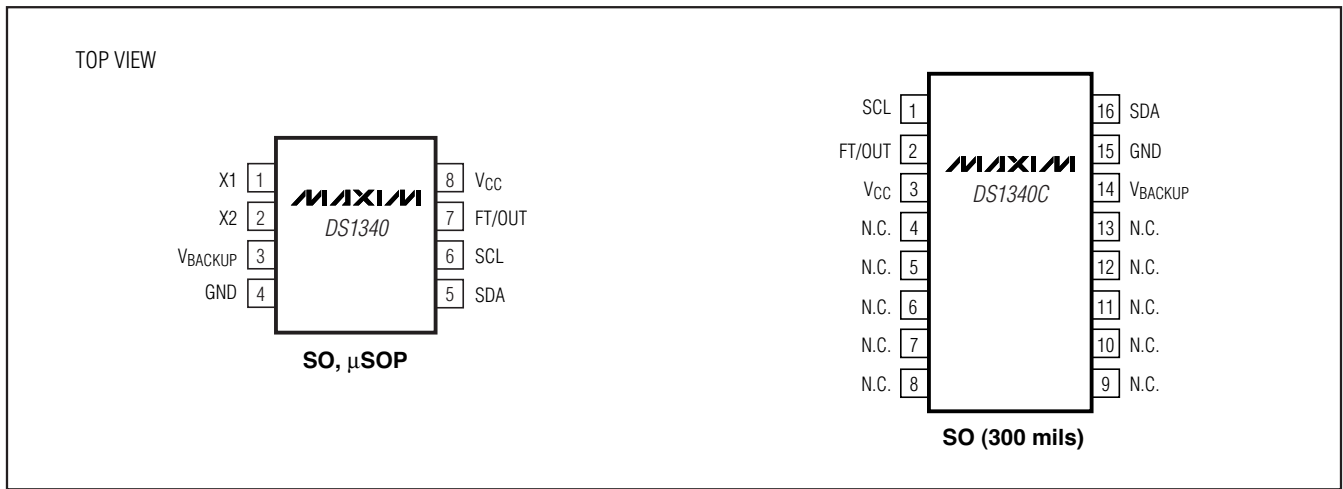 TOP VIEW
X1 1
X2 2
VBACKUP 3
GND 4
MAXIM
DS1340
8 VCC
7 FT/OUT
6 SCL
5 SDA
SO, μSOP
SCL 1
FT/OUT 2
VCC 3
N.C. 4
N.C. 5
N.C. 6
N.C. 7
N.C. 8
MAXIM
DS1340C
16 SDA
15 GND
14 VBACKUP
13 N.C.
12 N.C.
11 N.C.
10 N.C.
9 N.C.
SO (300 mils)